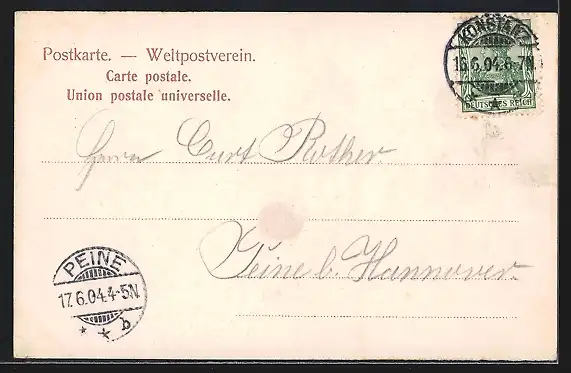 Postkarte. — Weltpostverein.
Carte postale.
Union postale universelle.
KONSTANZ
16.6.04.6-7N.
DEUTSCHES REICH
Herrn Curt Rother.
Peine b. Hannover.
PEINE
17.6.04.4-5N.
* * b